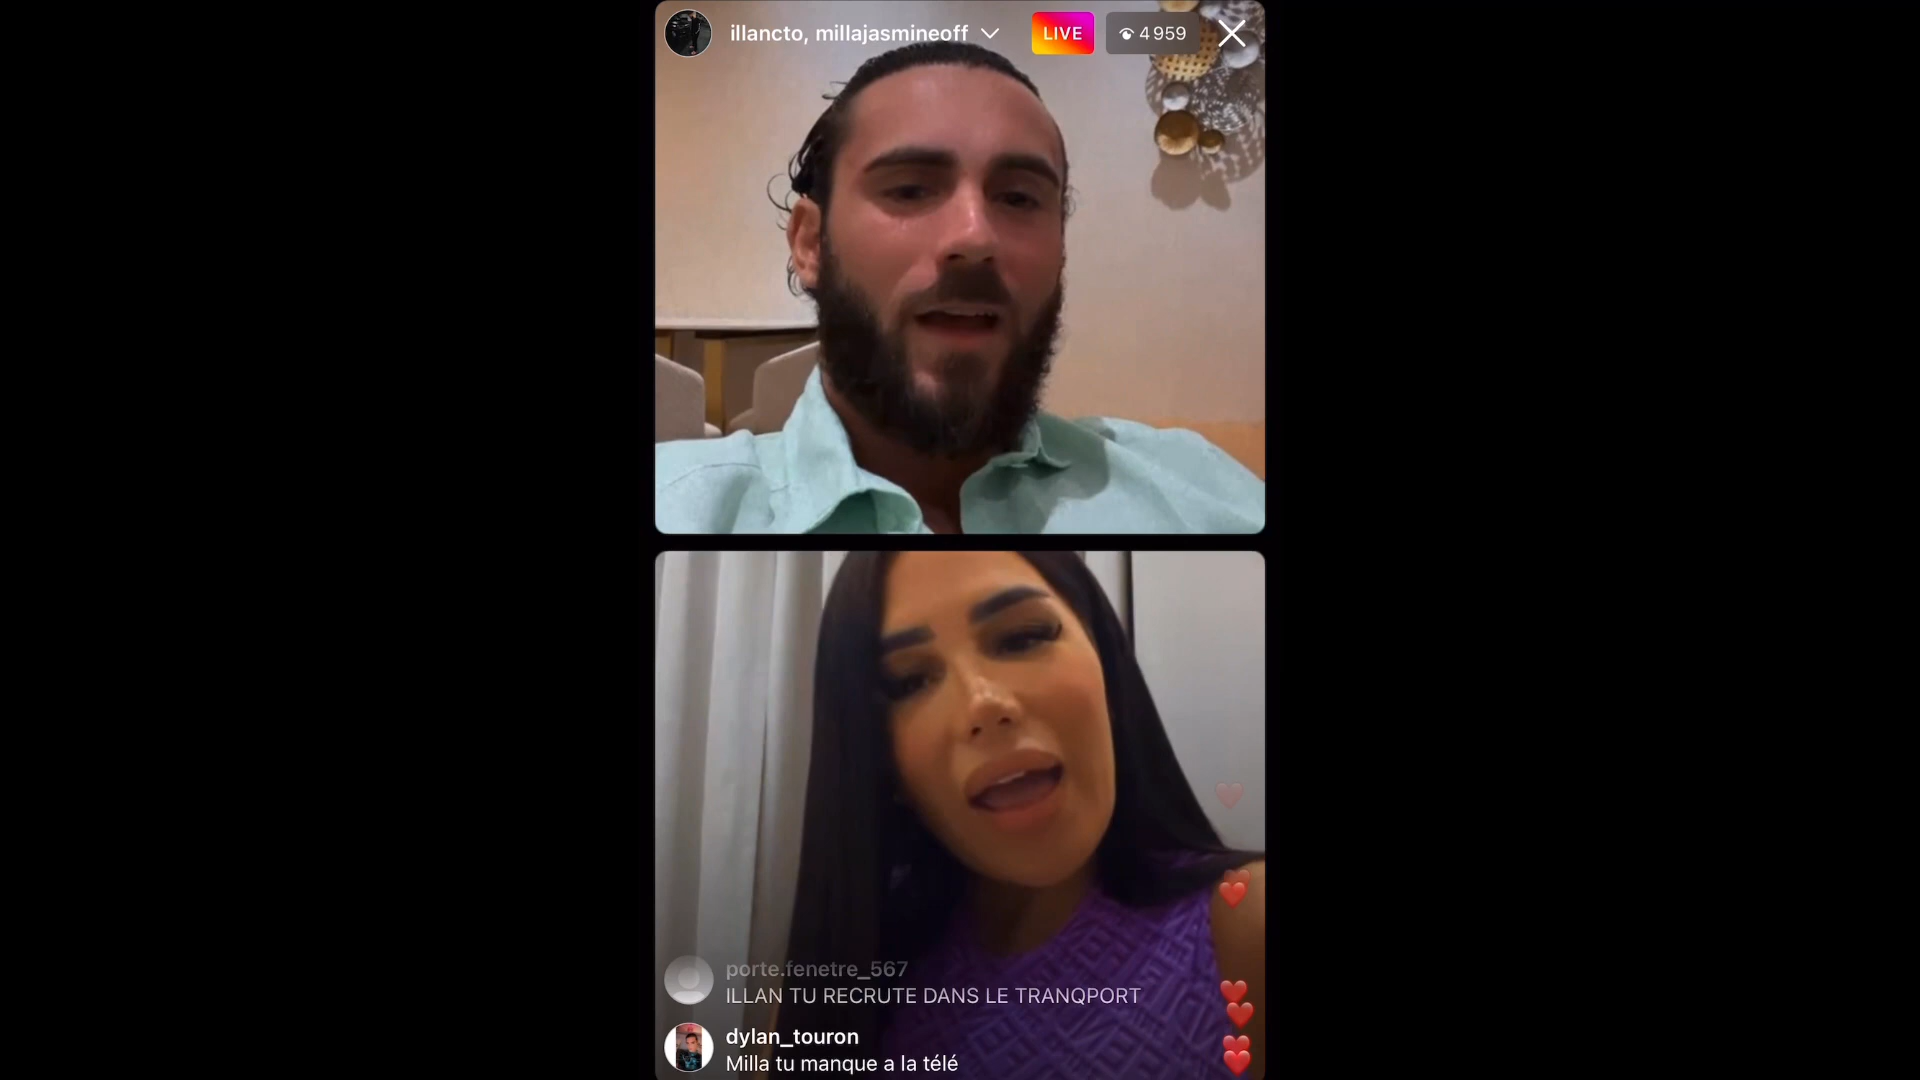 illancto, millajasmineoff
LIVE
4 959
porte.fenetre_567
ILLAN TU RECRUTE DANS LE TRANQPORT
dylan_touron
Milla tu manque a la télé